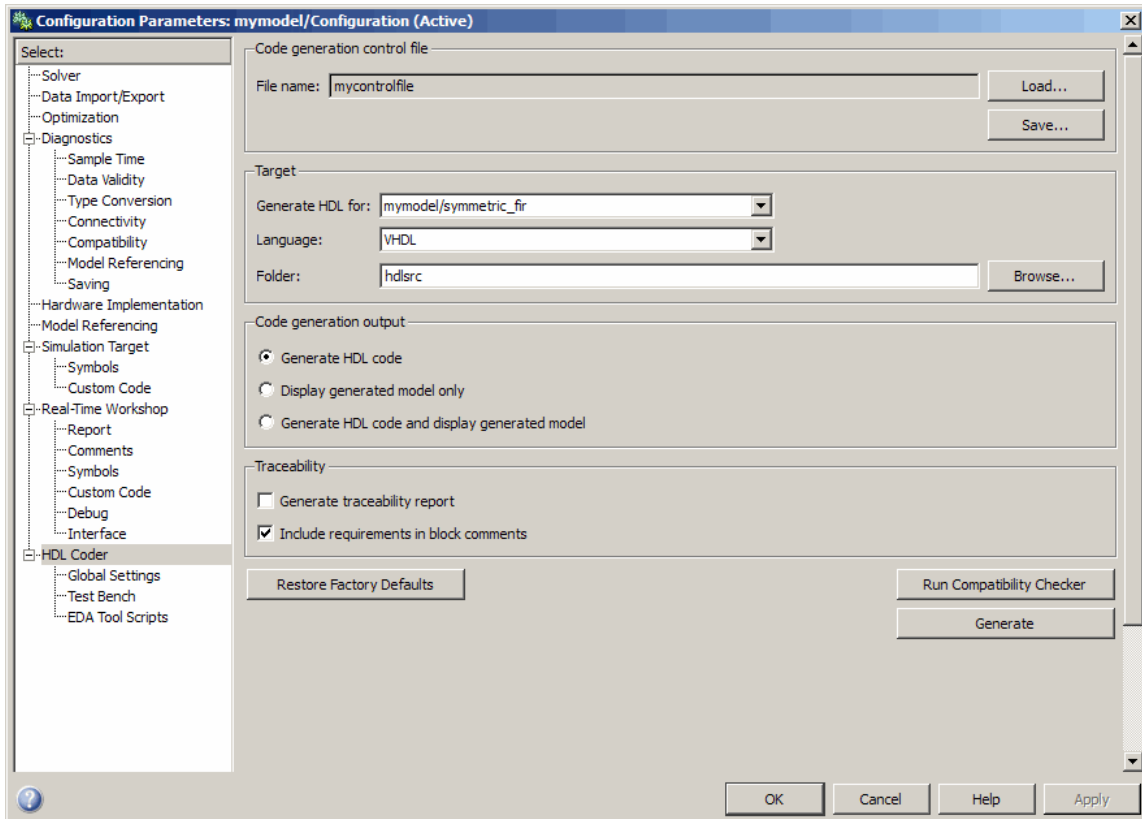 Configuration Parameters: mymodel/Configuration (Active)
Select:
Solver
Data Import/Export
Optimization
Diagnostics
Sample Time
Data Validity
Type Conversion
Connectivity
Compatibility
Model Referencing
Saving
Hardware Implementation
Model Referencing
Simulation Target
Symbols
Custom Code
Real-Time Workshop
Report
Comments
Symbols
Custom Code
Debug
Interface
HDL Coder
Global Settings
Test Bench
EDA Tool Scripts
Code generation control file
File name: mycontrolfile Load...
Save...
Target
Generate HDL for: mymodel/symmetric_fir
Language: VHDL
Folder: hdlsrc Browse...
Code generation output
Generate HDL code
Display generated model only
Generate HDL code and display generated model
Traceability
Generate traceability report
Include requirements in block comments
Restore Factory Defaults Run Compatibility Checker
Generate
? OK Cancel Help Apply